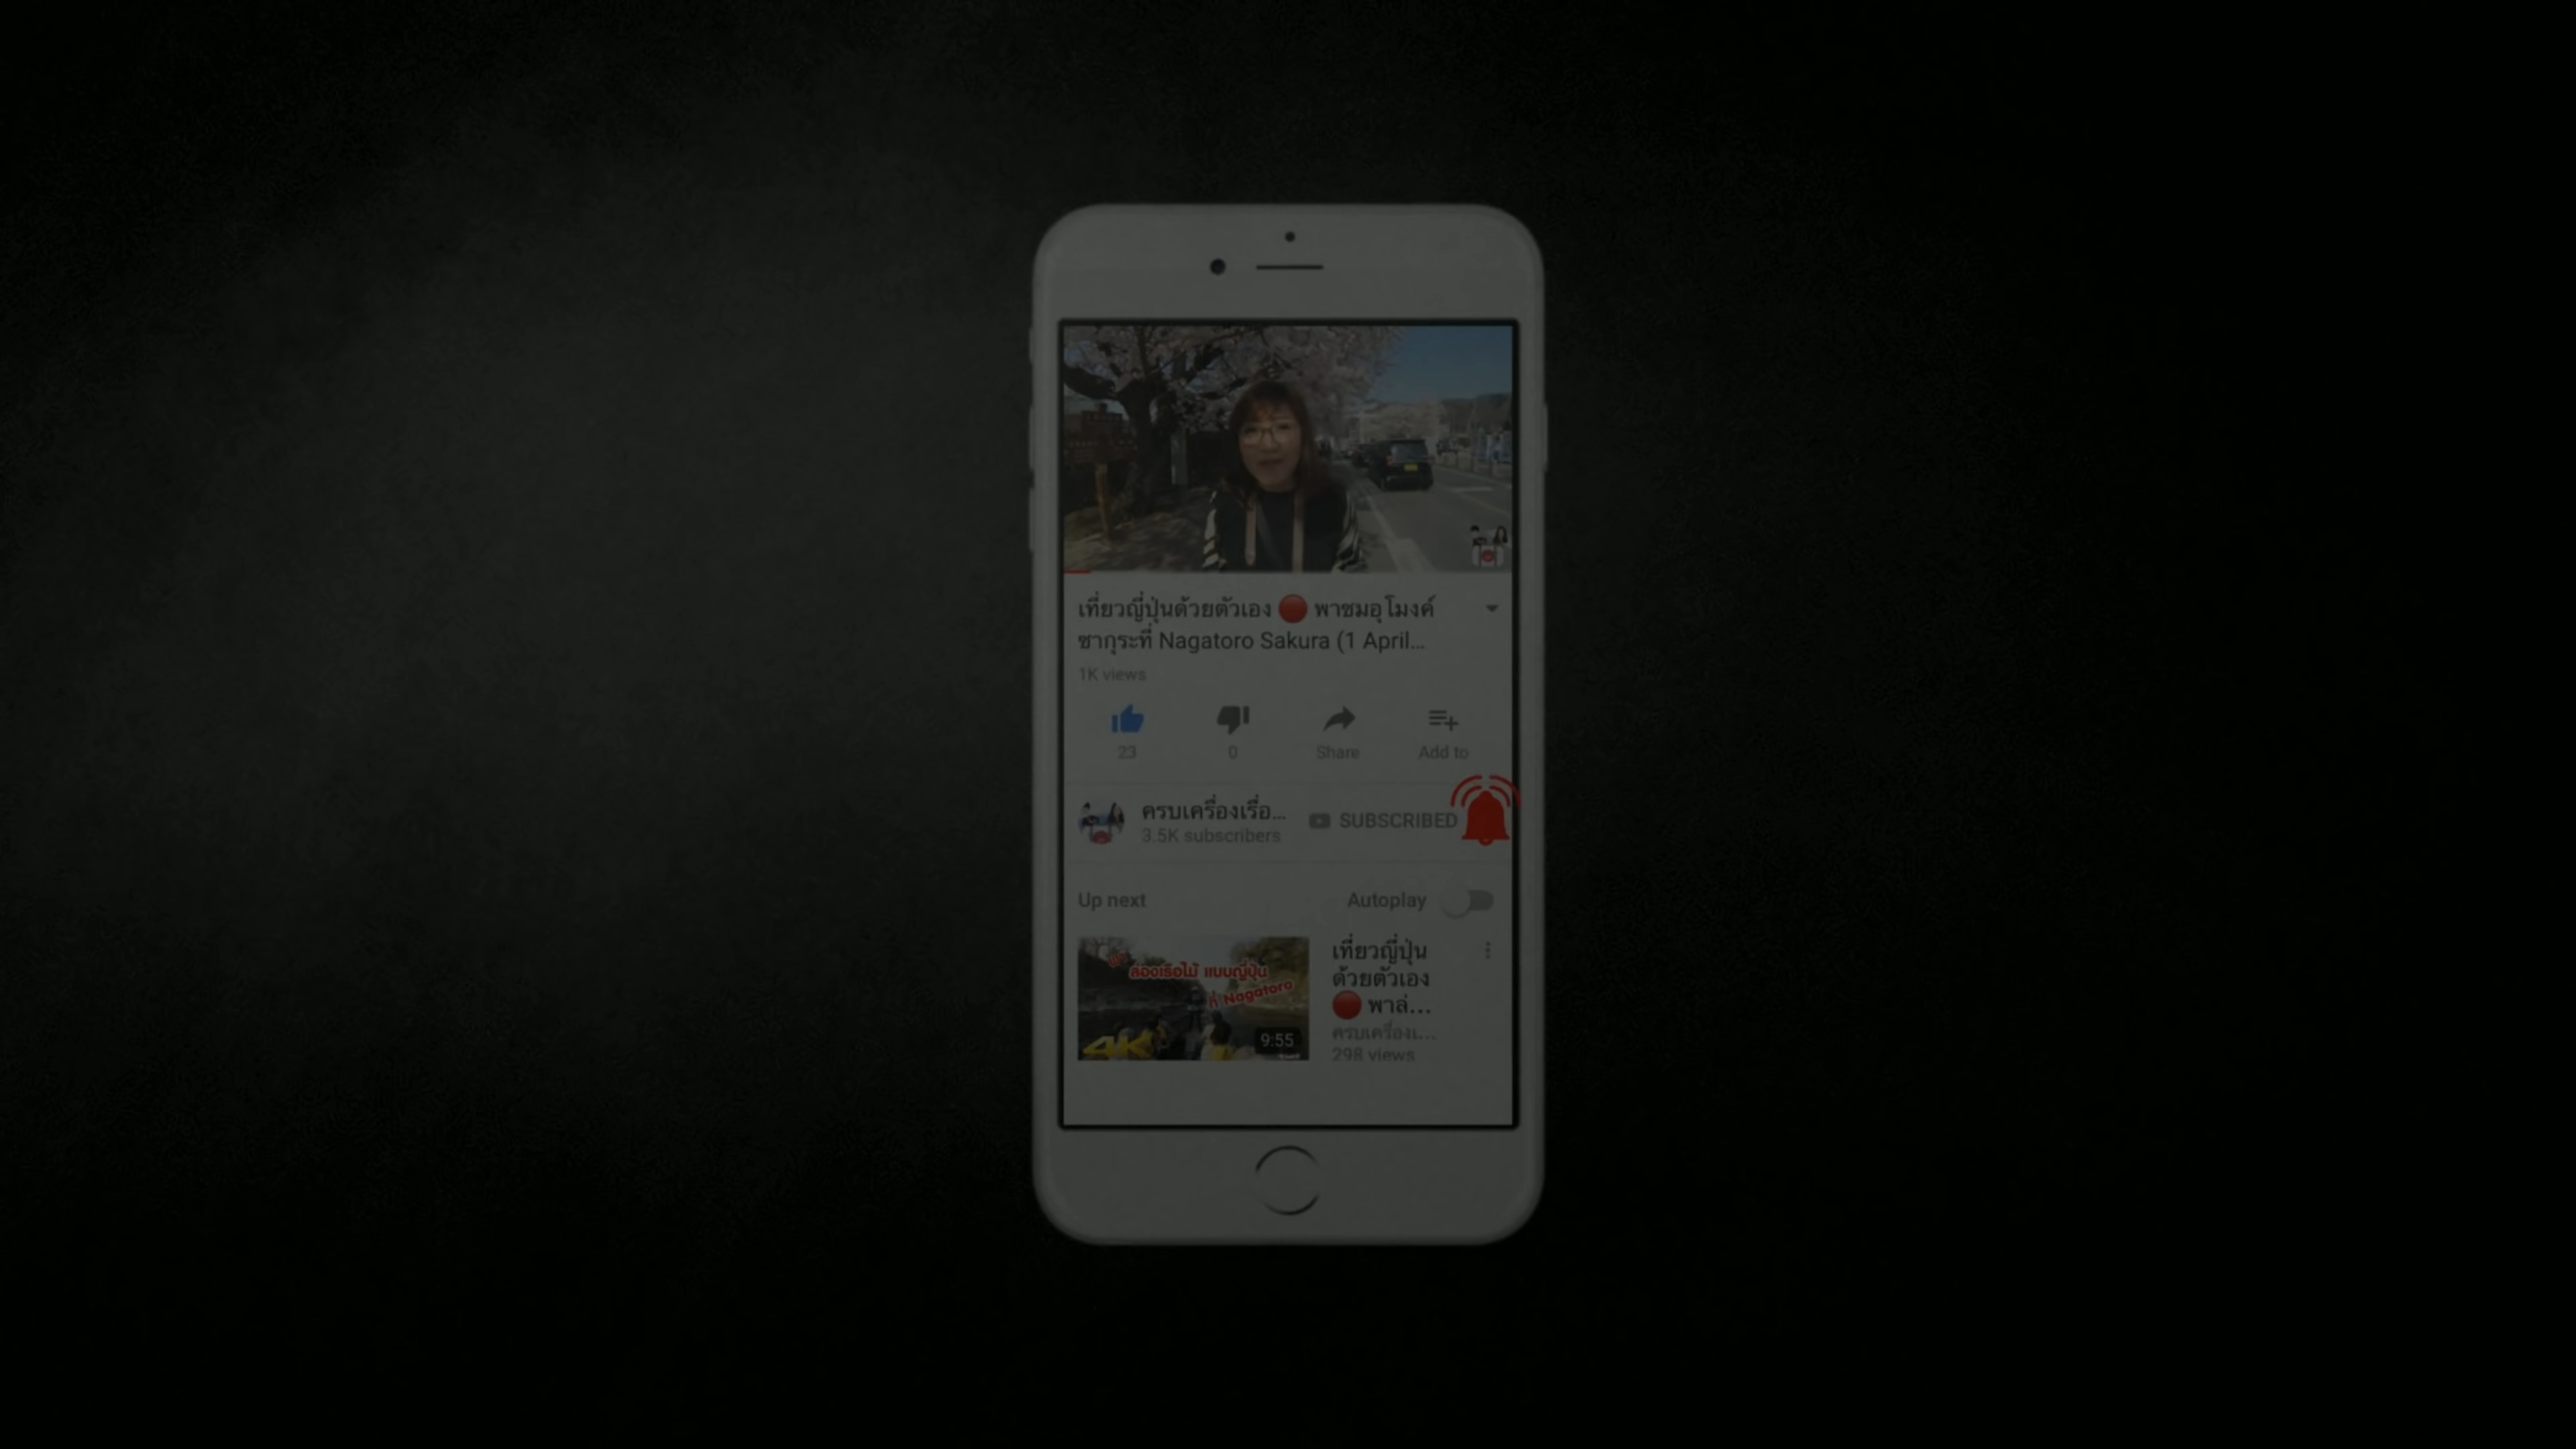 เที่ยวญี่ปุ่นด้วยตัวเอง 🔴 พาชมอุโมงค์
ซากุระที่ Nagatoro Sakura (1 April...
1K views
23
0
Share
Add to
ครบเครื่องเรื่อ...
3.5K subscribers
SUBSCRIBED
Up next
Autoplay
ล่องเรือไม้ แบบญี่ปุ่น
ที่ Nagatoro
4K
9:55
เที่ยวญี่ปุ่น
ด้วยตัวเอง
🔴 พาล่...
ครบเครื่องเ...
298 views